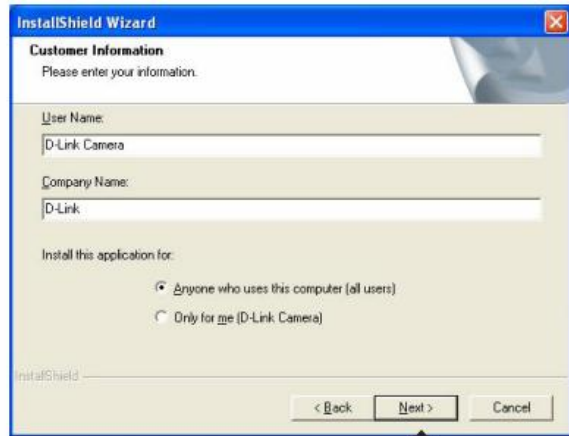 InstallShield Wizard
Customer Information
Please enter your information.
User Name:
D-Link Camera
Company Name:
D-Link
Install this application for:
Anyone who uses this computer (all users)
Only for me (D-Link Camera)
InstallShield
< Back Next > Cancel